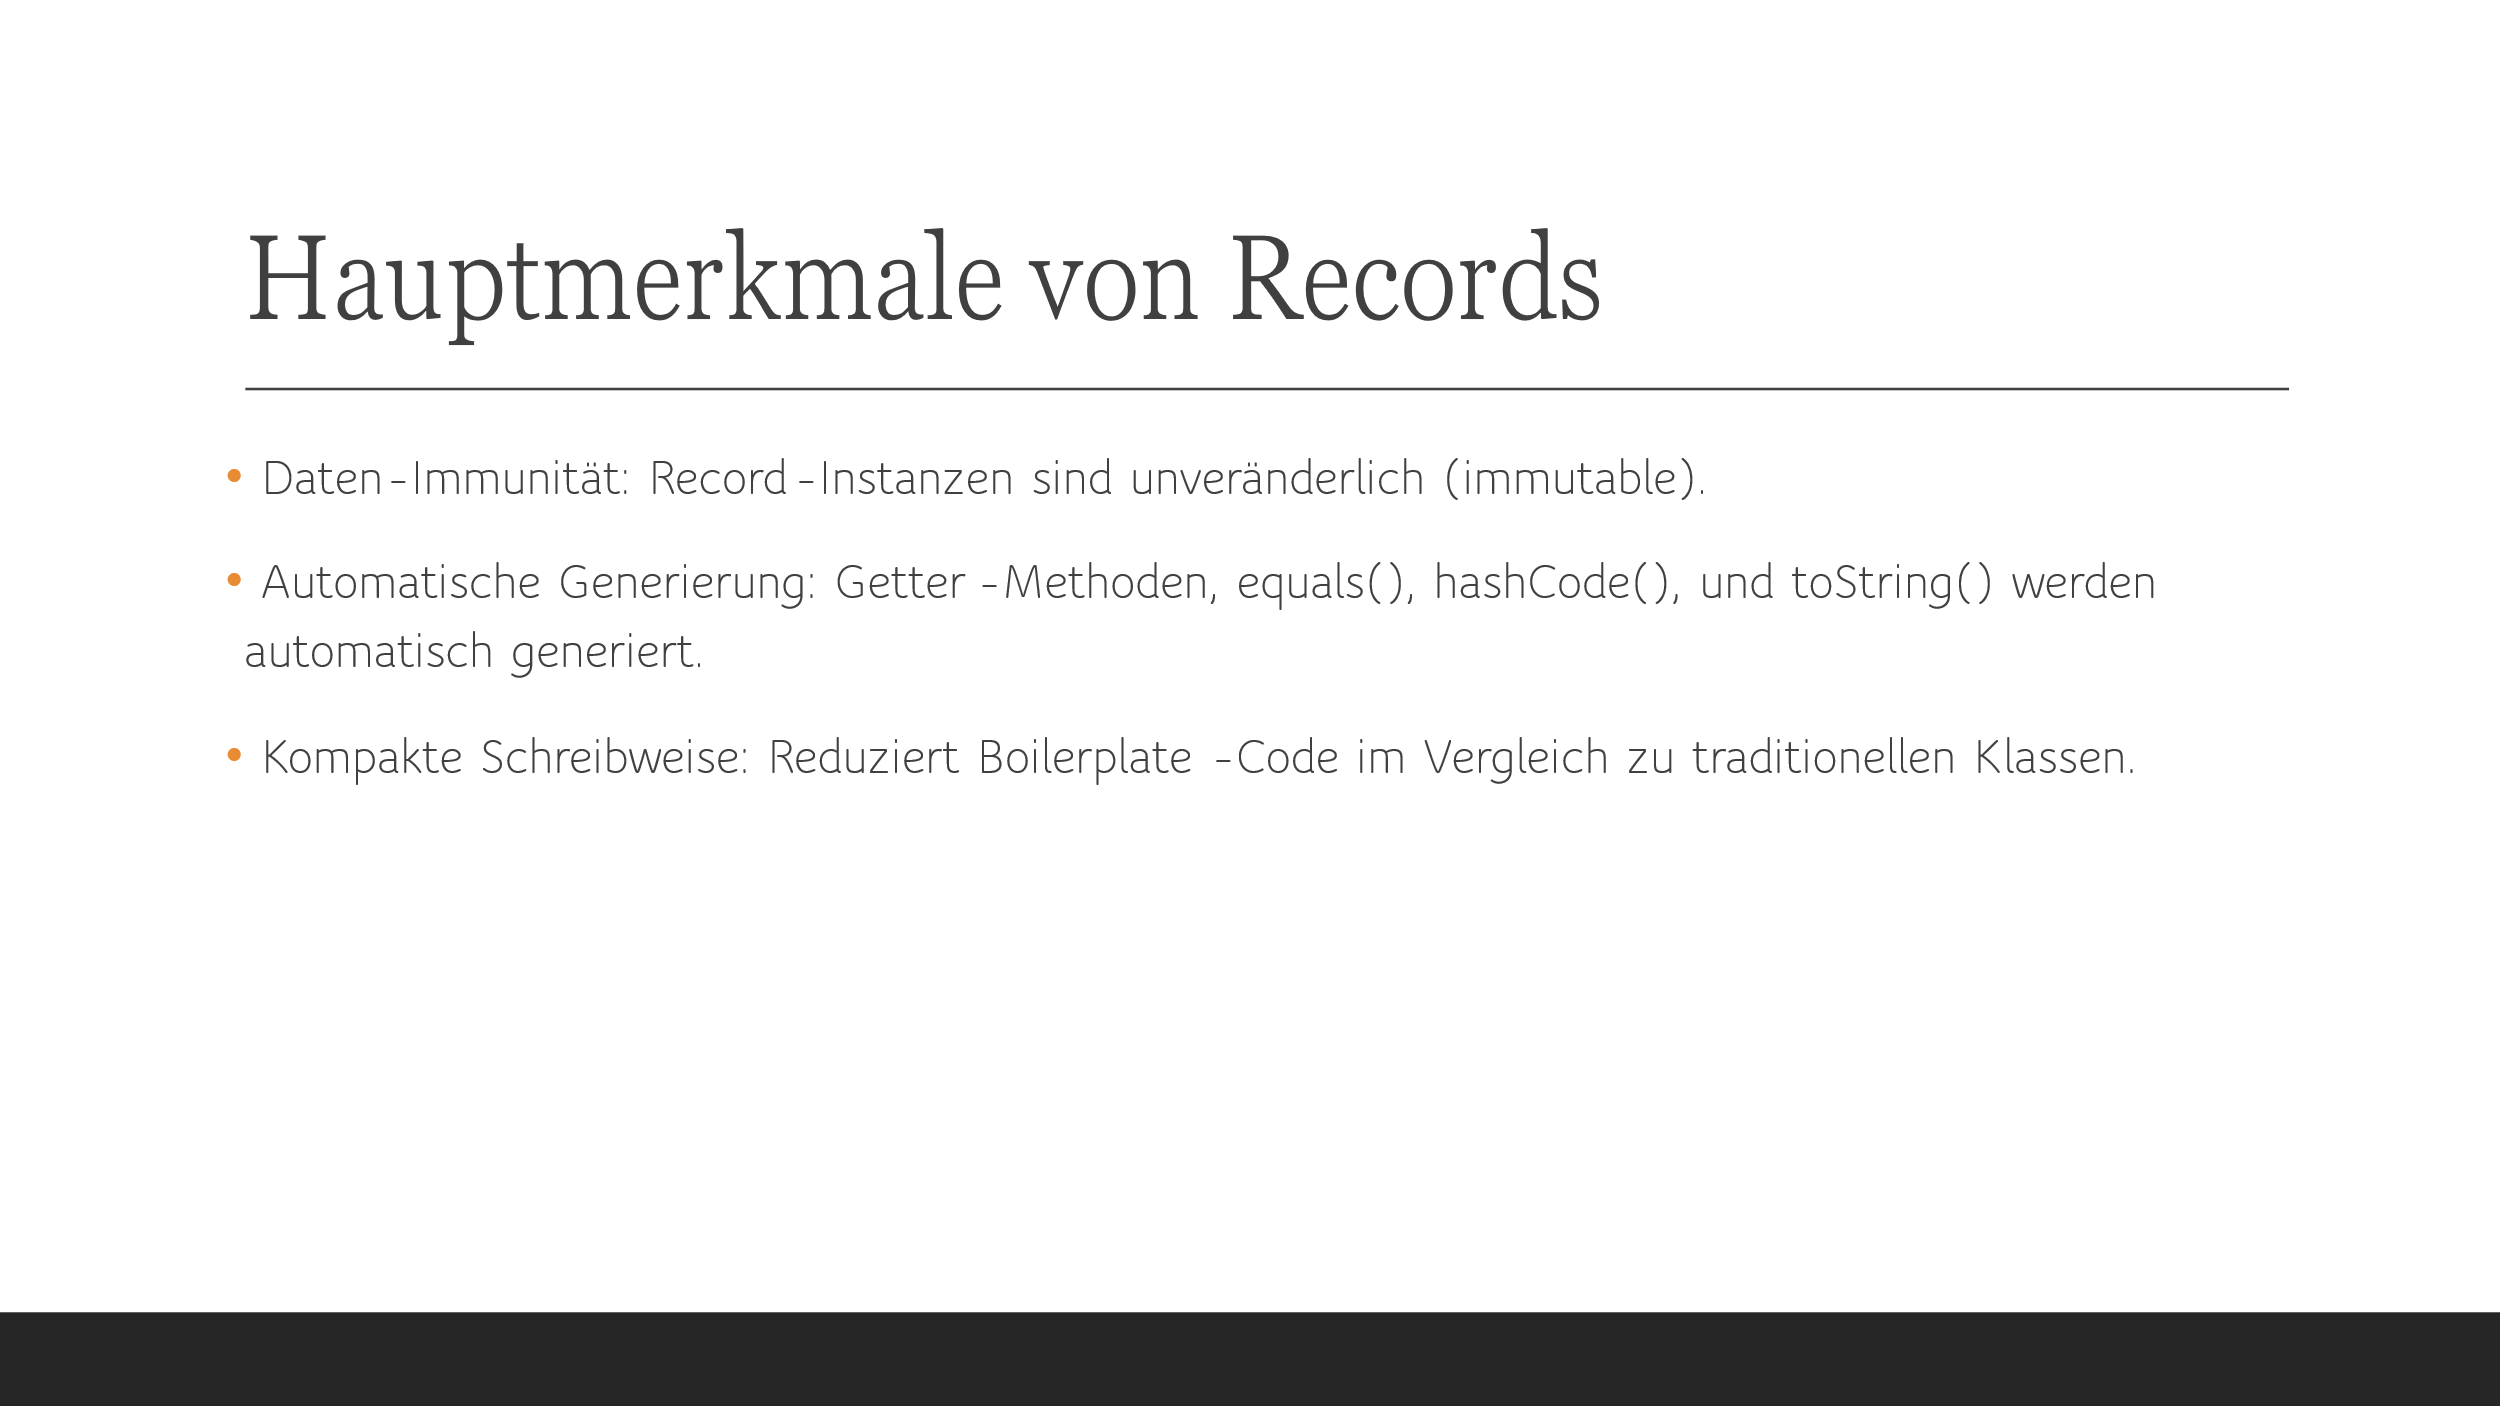 Hauptmerkmale von Records
• Daten-Immunität: Record-Instanzen sind unveränderlich (immutable).
• Automatische Generierung: Getter-Methoden, equals(), hashCode(), und toString() werden
automatisch generiert.
• Kompakte Schreibweise: Reduziert Boilerplate-Code im Vergleich zu traditionellen Klassen.